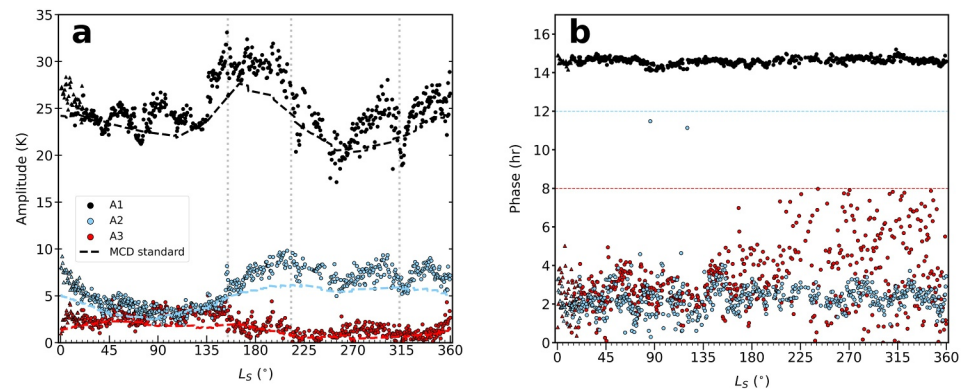 a
35
30
25
20
15
10
5
0
Amplitude (K)
A1
A2
A3
MCD standard
0 45 90 135 180 225 270 315 360
L_S (°)
b
16
14
12
10
8
6
4
2
0
Phase (hr)
0 45 90 135 180 225 270 315 360
L_S (°)